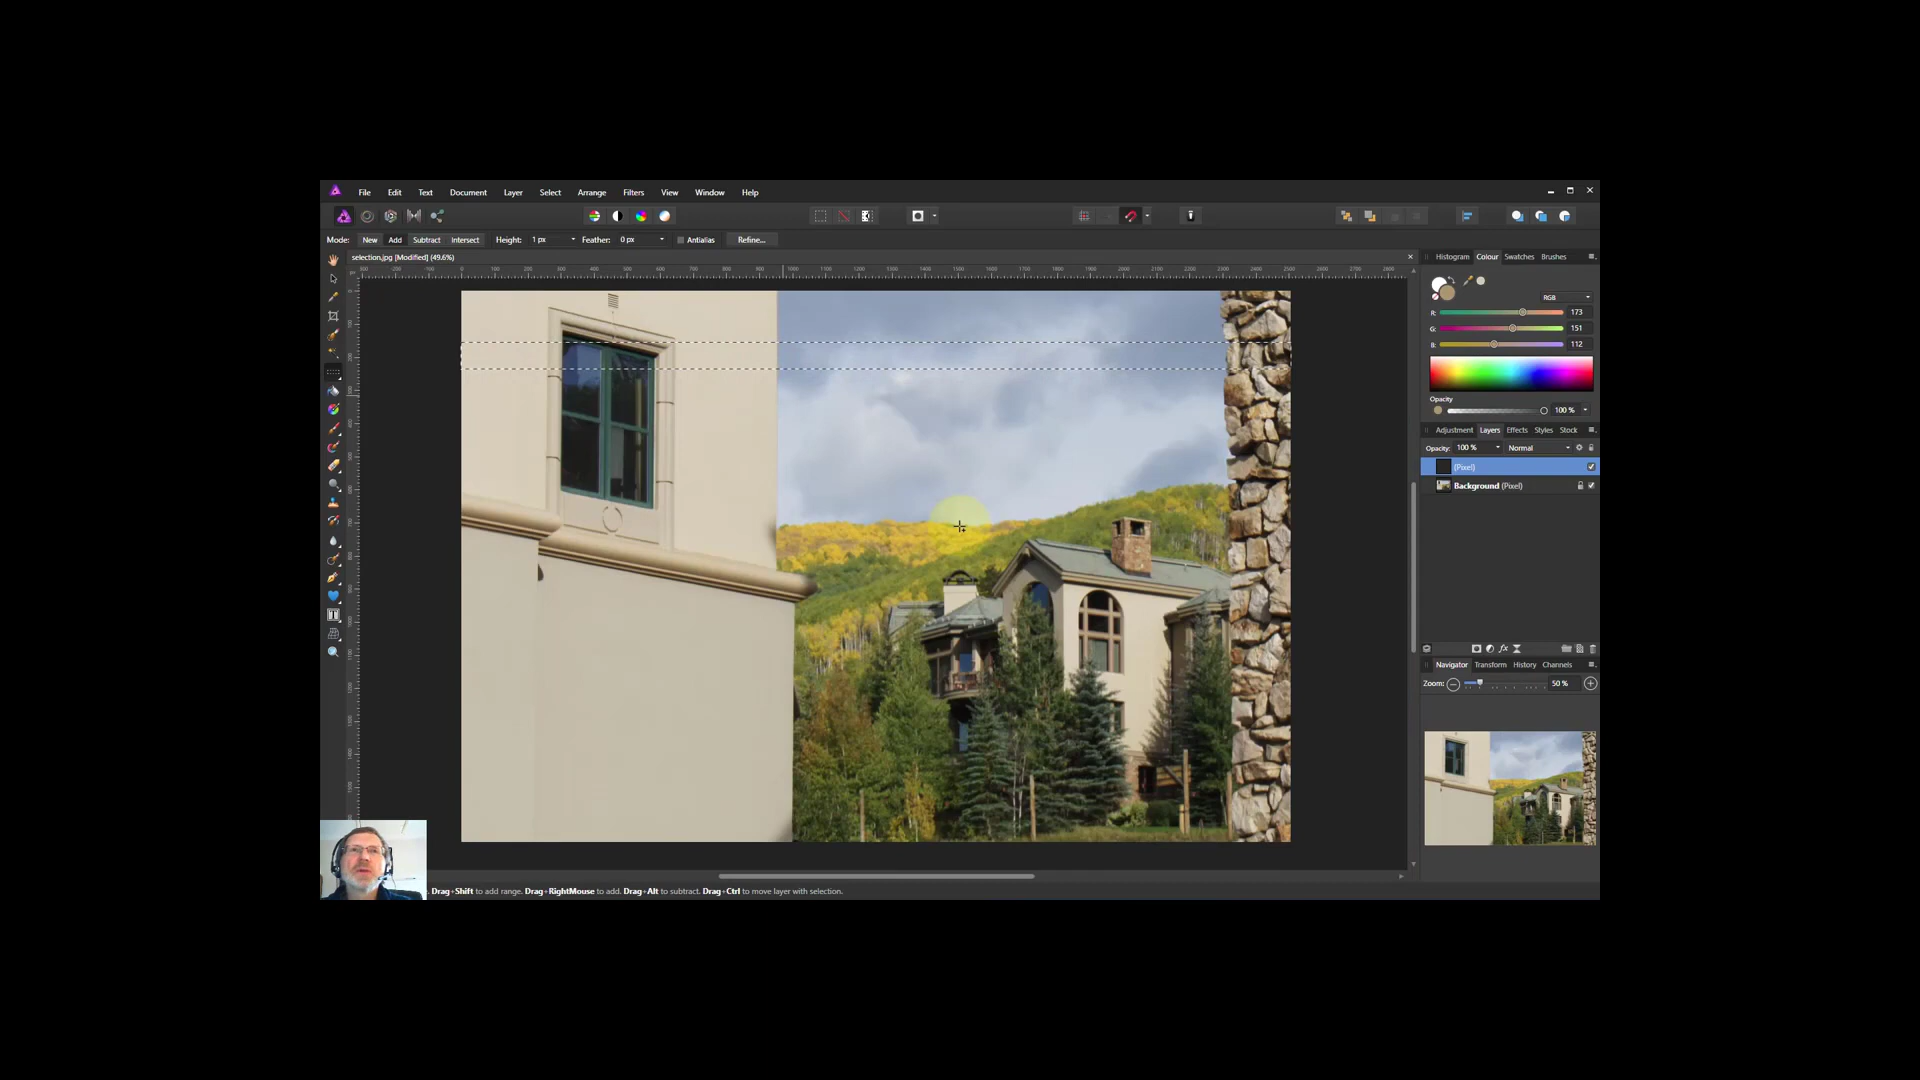 File Edit Text Document Layer Select Arrange Filters View Window Help
Mode: New Add Subtract Intersect Height: 1 px Feather: 0 px Antialias Refine...
selection.jpg [Modified] (49.6%)
Histogram Colour Swatches Brushes
RGB
R: 173
G: 151
B: 112
Opacity
100 %
Adjustment Layers Effects Styles Stock
Opacity: 100 % Normal
(Pixel)
Background (Pixel)
Navigator Transform History Channels
Zoom: 50 %
Drag+Shift to add range. Drag+RightMouse to add. Drag+Alt to subtract. Drag+Ctrl to move layer with selection.